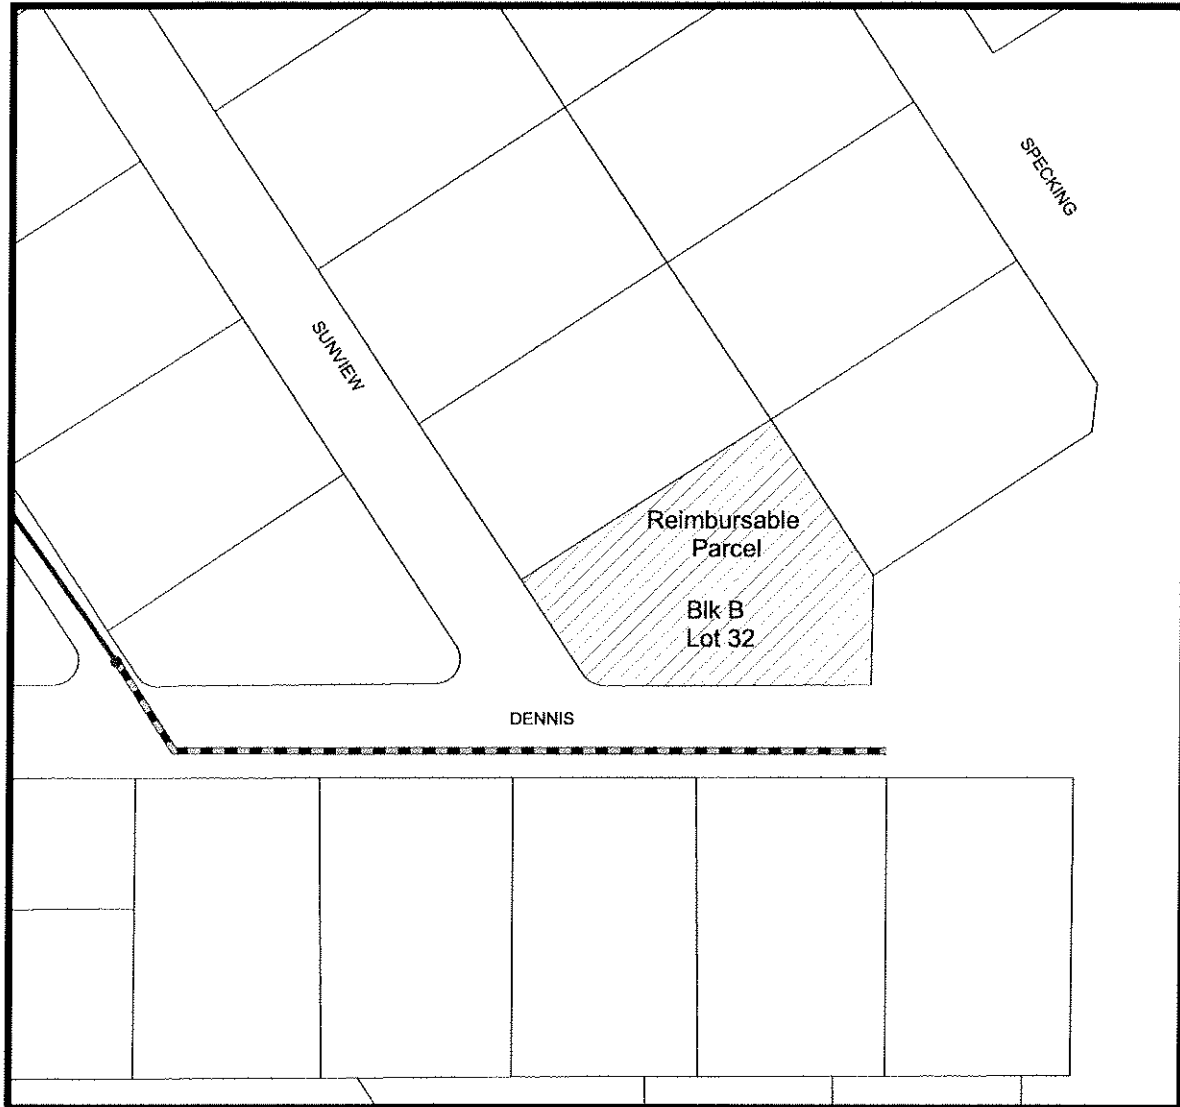 SPECKING
SUNVIEW
Reimbursable
Parcel
Blk B
Lot 32
DENNIS